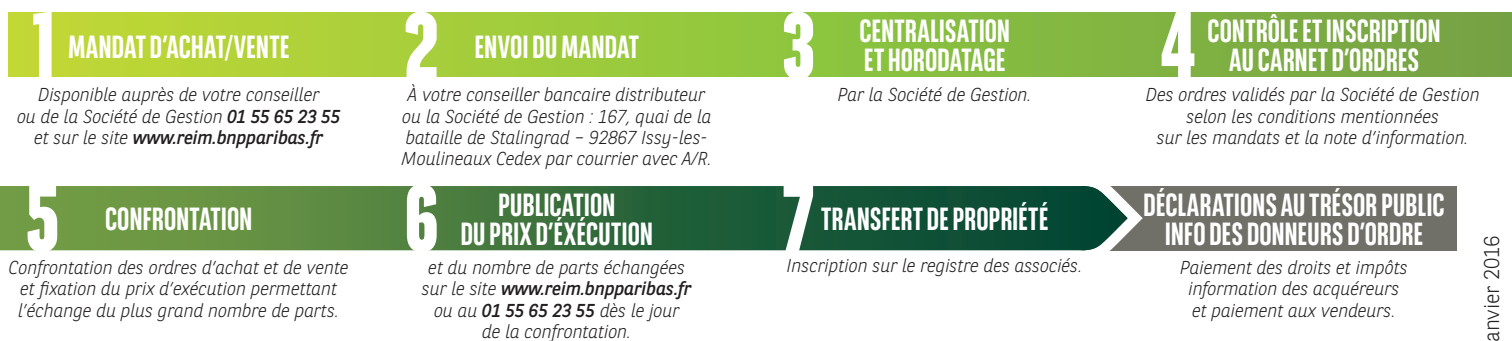 1 MANDAT D'ACHAT/VENTE
Disponible auprès de votre conseiller
ou de la Société de Gestion 01 55 65 23 55
et sur le site www.reim.bnpparibas.fr
2 ENVOI DU MANDAT
À votre conseiller bancaire distributeur
ou la Société de Gestion : 167, quai de la
bataille de Stalingrad – 92867 Issy-les-
Moulineaux Cedex par courrier avec A/R.
3 CENTRALISATION
ET HORODATAGE
Par la Société de Gestion.
4 CONTRÔLE ET INSCRIPTION
AU CARNET D'ORDRES
Des ordres validés par la Société de Gestion
selon les conditions mentionnées
sur les mandats et la note d'information.
5 CONFRONTATION
Confrontation des ordres d'achat et de vente
et fixation du prix d'exécution permettant
l'échange du plus grand nombre de parts.
6 PUBLICATION
DU PRIX D'ÉXÉCUTION
et du nombre de parts échangées
sur le site www.reim.bnpparibas.fr
ou au 01 55 65 23 55 dès le jour
de la confrontation.
7 TRANSFERT DE PROPRIÉTÉ
Inscription sur le registre des associés.
DÉCLARATIONS AU TRÉSOR PUBLIC
INFO DES DONNEURS D'ORDRE
Paiement des droits et impôts
information des acquéreurs
et paiement aux vendeurs.
anvier 2016